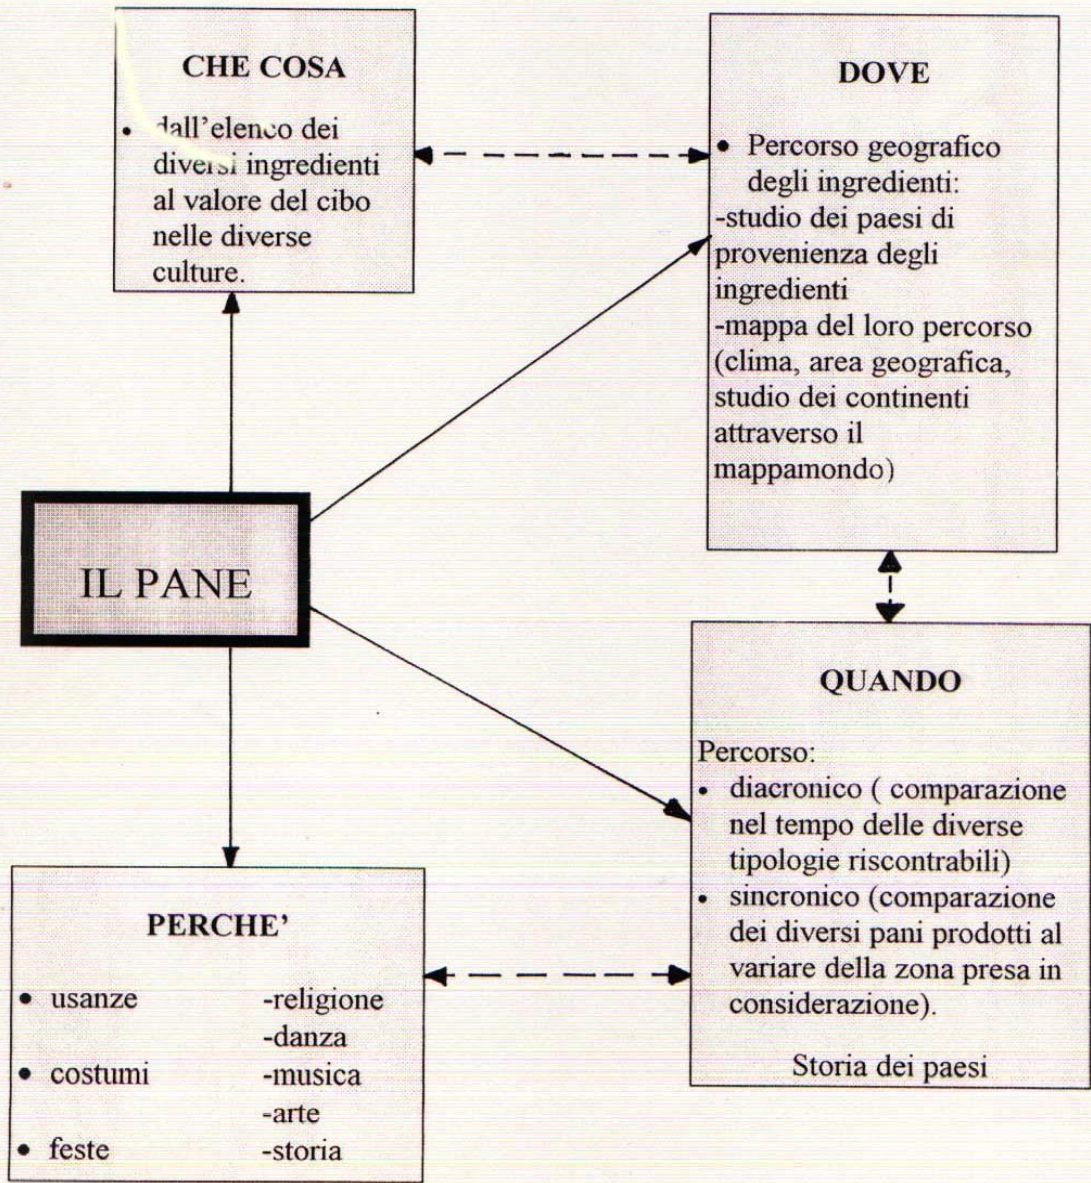 CHE COSA
• dall'elenco dei
diversi ingredienti
al valore del cibo
nelle diverse
culture.
DOVE
• Percorso geografico
degli ingredienti:
-studio dei paesi di
provenienza degli
ingredienti
-mappa del loro percorso
(clima, area geografica,
studio dei continenti
attraverso il
mappamondo)
IL PANE
QUANDO
Percorso:
• diacronico ( comparazione
nel tempo delle diverse
tipologie riscontrabili)
• sincronico (comparazione
dei diversi pani prodotti al
variare della zona presa in
considerazione).
Storia dei paesi
PERCHE'
• usanze -religione
-danza
• costumi -musica
-arte
• feste -storia